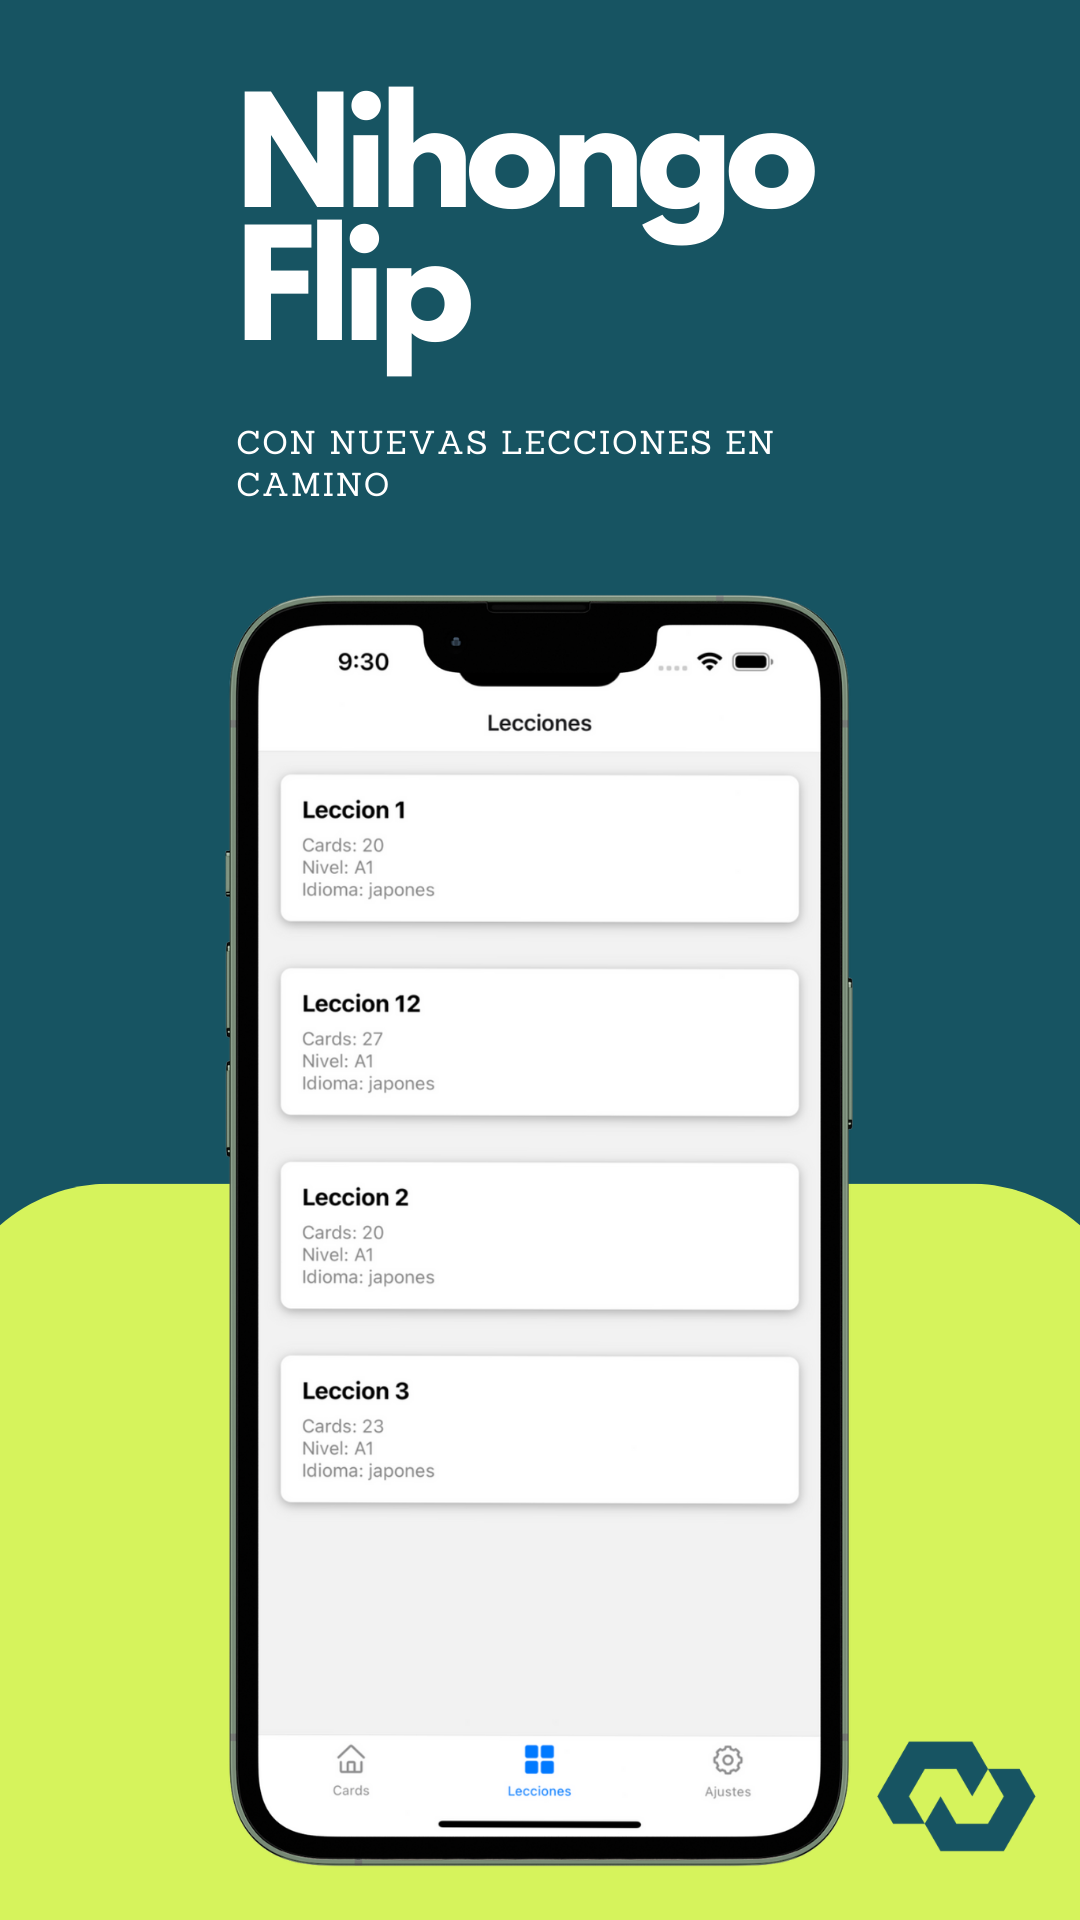 Nihongo
Flip
CON NUEVAS LECCIONES EN
CAMINO
9:30
Lecciones
Leccion 1
Cards: 20
Nivel: A1
Idioma: japones
Leccion 12
Cards: 27
Nivel: A1
Idioma: japones
Leccion 2
Cards: 20
Nivel: A1
Idioma: japones
Leccion 3
Cards: 23
Nivel: A1
Idioma: japones
Cards
Lecciones
Ajustes